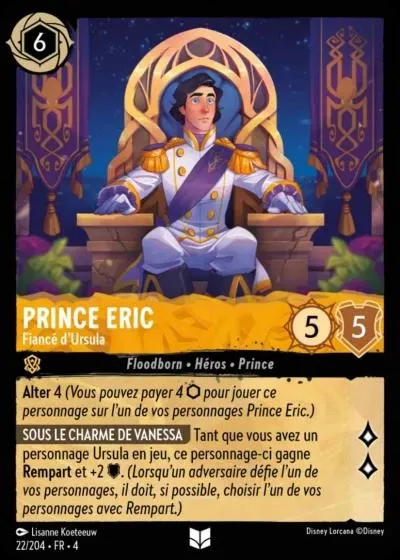 6
PRINCE ERIC
Fiancé d'Ursula
5
5
Floodborn • Héros • Prince
Alter 4 (Vous pouvez payer 4 pour jouer ce
personnage sur l'un de vos personnages Prince Eric.)
SOUS LE CHARME DE VANESSA Tant que vous avez un
personnage Ursula en jeu, ce personnage-ci gagne
Rempart et +2. (Lorsqu'un adversaire défie l'un de
vos personnages, il doit, si possible, choisir l'un de vos
personnages avec Rempart.)
Lisanne Koeteeuw
22/204 • FR • 4
Disney Lorcana ©Disney